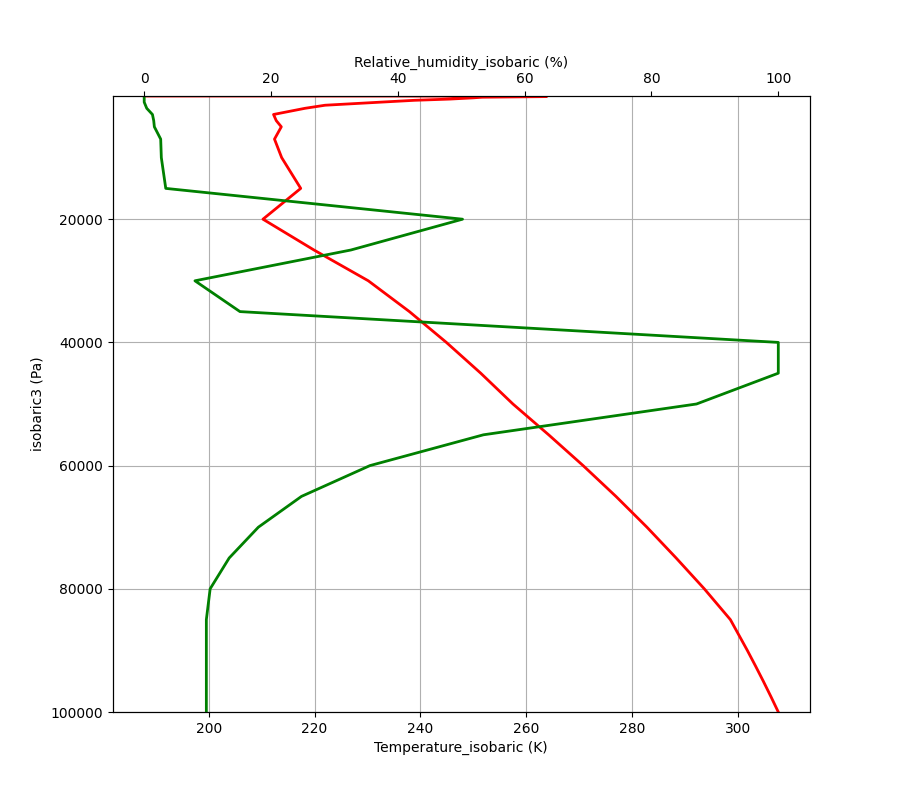 Relative_humidity_isobaric (%)
0 20 40 60 80 100
isobaric3 (Pa)
20000
40000
60000
80000
100000
200 220 240 260 280 300
Temperature_isobaric (K)